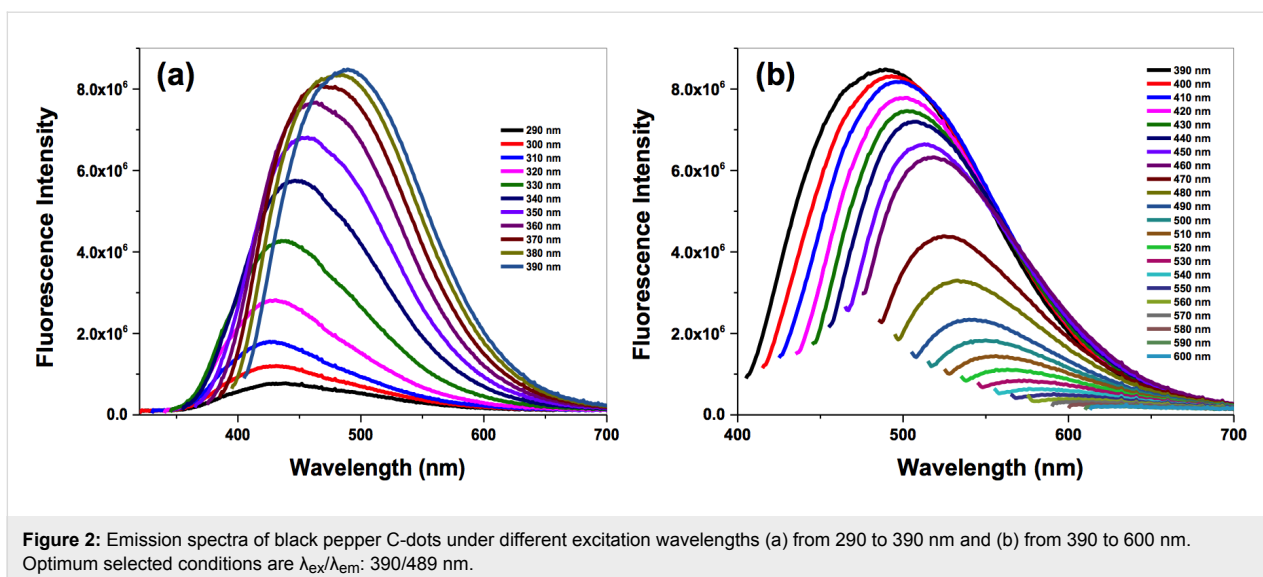 (a)
Fluorescence Intensity
8.0x10⁶
6.0x10⁶
4.0x10⁶
2.0x10⁶
0.0
400
500
600
700
Wavelength (nm)
290 nm
300 nm
310 nm
320 nm
330 nm
340 nm
350 nm
360 nm
370 nm
380 nm
390 nm
(b)
Fluorescence Intensity
8.0x10⁶
6.0x10⁶
4.0x10⁶
2.0x10⁶
0.0
400
500
600
700
Wavelength (nm)
390 nm
400 nm
410 nm
420 nm
430 nm
440 nm
450 nm
460 nm
470 nm
480 nm
490 nm
500 nm
510 nm
520 nm
530 nm
540 nm
550 nm
560 nm
570 nm
580 nm
590 nm
600 nm
Figure 2: Emission spectra of black pepper C-dots under different excitation wavelengths (a) from 290 to 390 nm and (b) from 390 to 600 nm.
Optimum selected conditions are λex/λem: 390/489 nm.